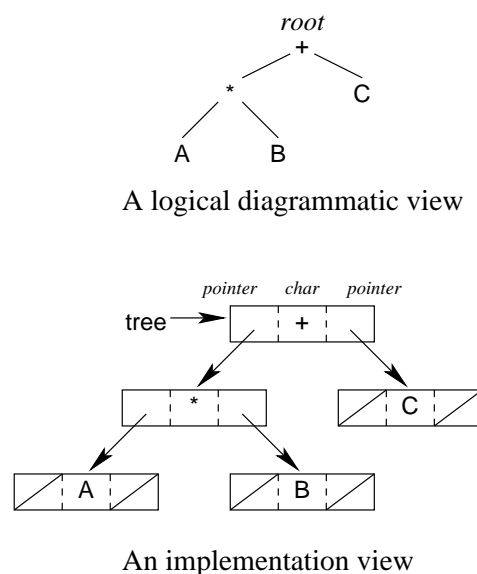 root
+
* C
A B
A logical diagrammatic view
pointer char pointer
tree +
* C
A B
An implementation view